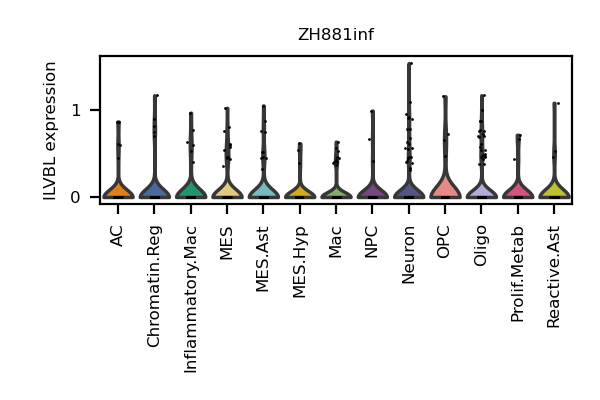 ZH881inf
ILVBL expression
1
0
AC
Chromatin.Reg
Inflammatory.Mac
MES
MES.Ast
MES.Hyp
Mac
NPC
Neuron
OPC
Oligo
Prolif.Metab
Reactive.Ast